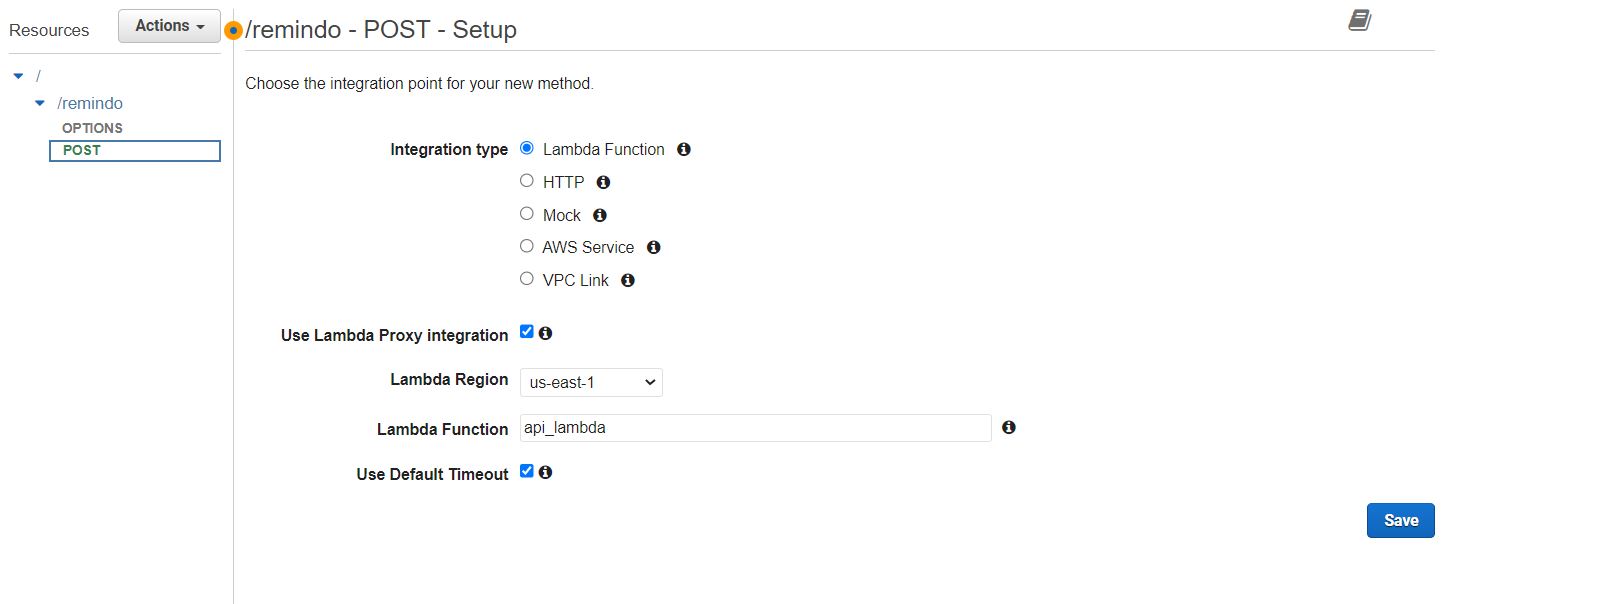 Resources
Actions
/remindo - POST - Setup
/
/remindo
OPTIONS
POST
Choose the integration point for your new method.
Integration type
Lambda Function
HTTP
Mock
AWS Service
VPC Link
Use Lambda Proxy integration
Lambda Region us-east-1
Lambda Function api_lambda
Use Default Timeout
Save